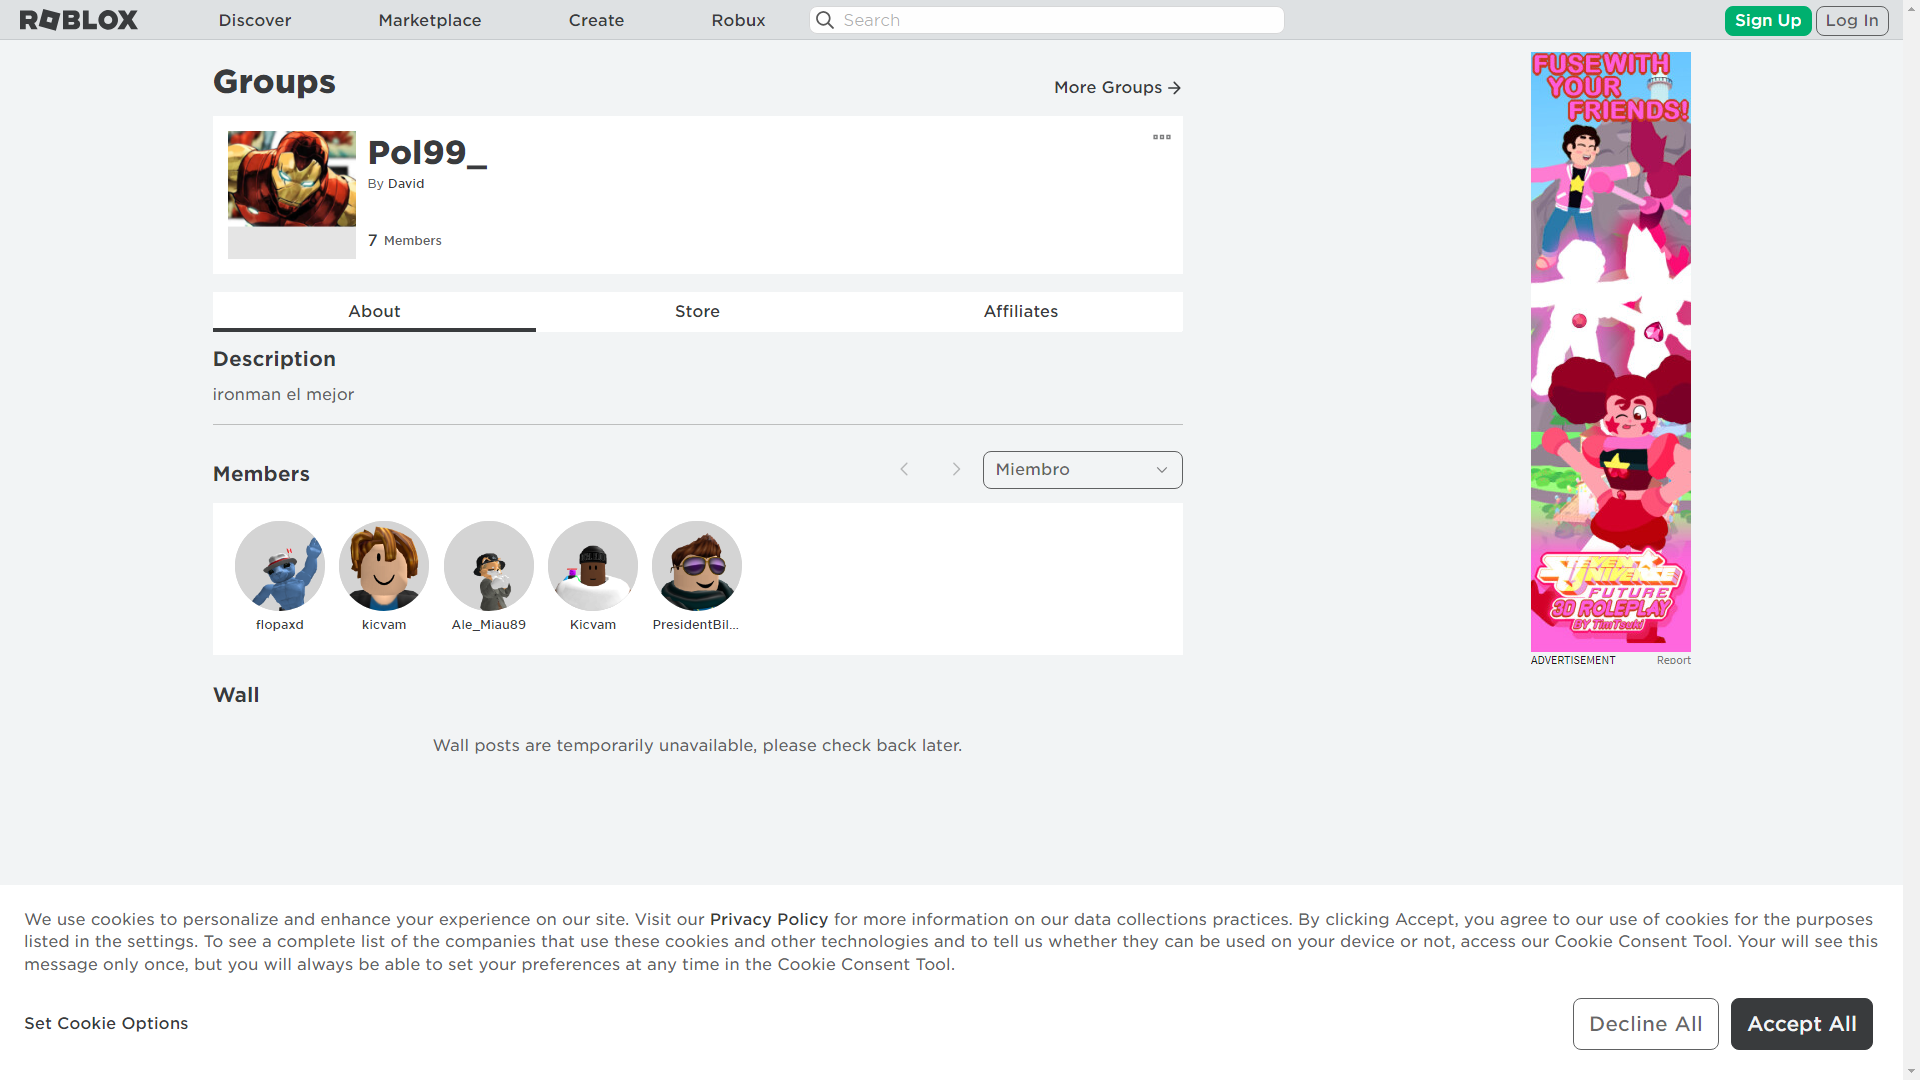 ROBLOX
Discover
Marketplace
Create
Robux
Search
Sign Up
Log In
Groups
More Groups
Pol99_
By David
7 Members
About
Store
Affiliates
Description
ironman el mejor
Members
Miembro
flopaxd
kicvam
Ale_Miau89
Kicvam
PresidentBil...
Wall
Wall posts are temporarily unavailable, please check back later.
FUSE WITH
YOUR
FRIENDS!
STEVEN
UNIVERSE
FUTURE
3D ROLEPLAY
BY TimTsuki
ADVERTISEMENT
Report
We use cookies to personalize and enhance your experience on our site. Visit our Privacy Policy for more information on our data collections practices. By clicking Accept, you agree to our use of cookies for the purposes
listed in the settings. To see a complete list of the companies that use these cookies and other technologies and to tell us whether they can be used on your device or not, access our Cookie Consent Tool. Your will see this
message only once, but you will always be able to set your preferences at any time in the Cookie Consent Tool.
Set Cookie Options
Decline All
Accept All